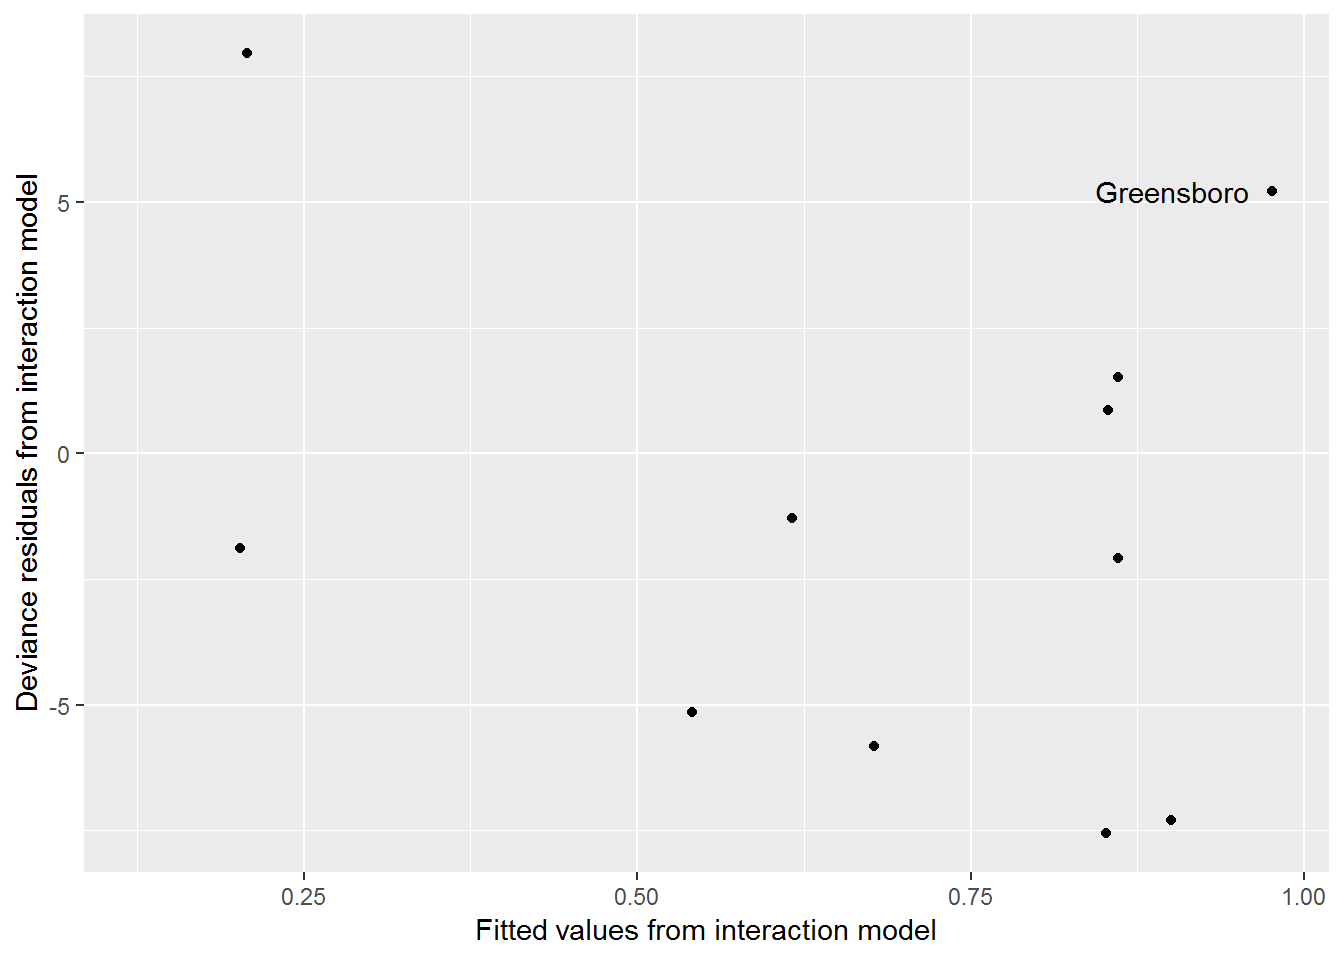 Deviance residuals from interaction model
5
0
-5
Greensboro
0.25
0.50
0.75
1.00
Fitted values from interaction model